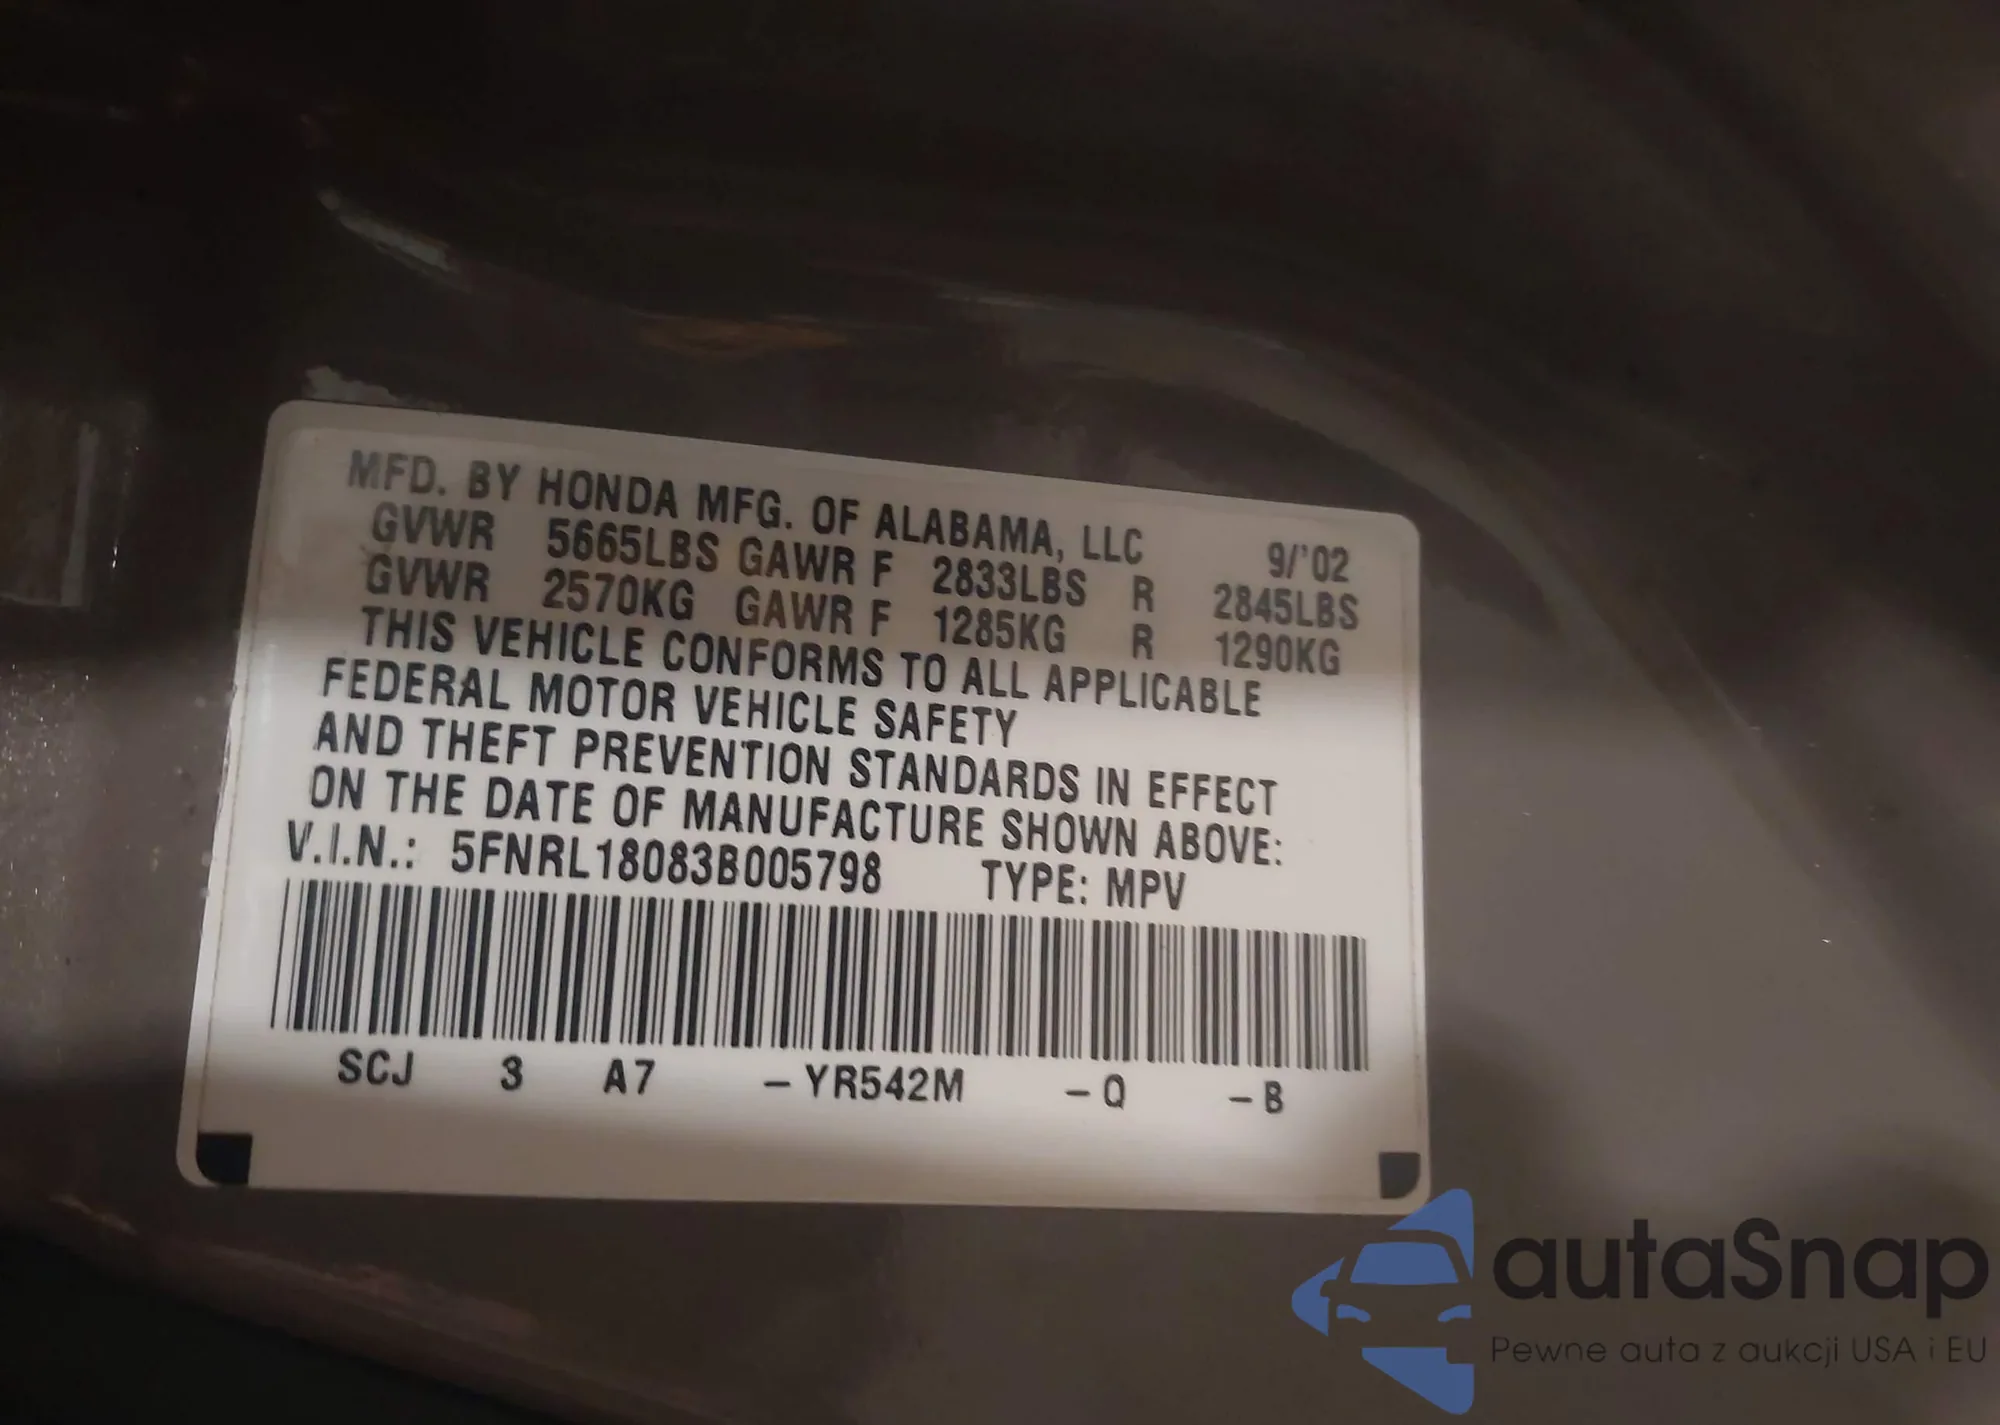 MFD. BY HONDA MFG. OF ALABAMA, LLC 9/'02
GVWR 5665LBS GAWR F 2833LBS R 2845LBS
GVWR 2570KG GAWR F 1285KG R 1290KG
THIS VEHICLE CONFORMS TO ALL APPLICABLE
FEDERAL MOTOR VEHICLE SAFETY
AND THEFT PREVENTION STANDARDS IN EFFECT
ON THE DATE OF MANUFACTURE SHOWN ABOVE:
V.I.N.: 5FNRL18083B005798 TYPE: MPV
SCJ 3 A7 – YR542M – Q – B
autaSnap
Pewne auta z aukcji USA i EU